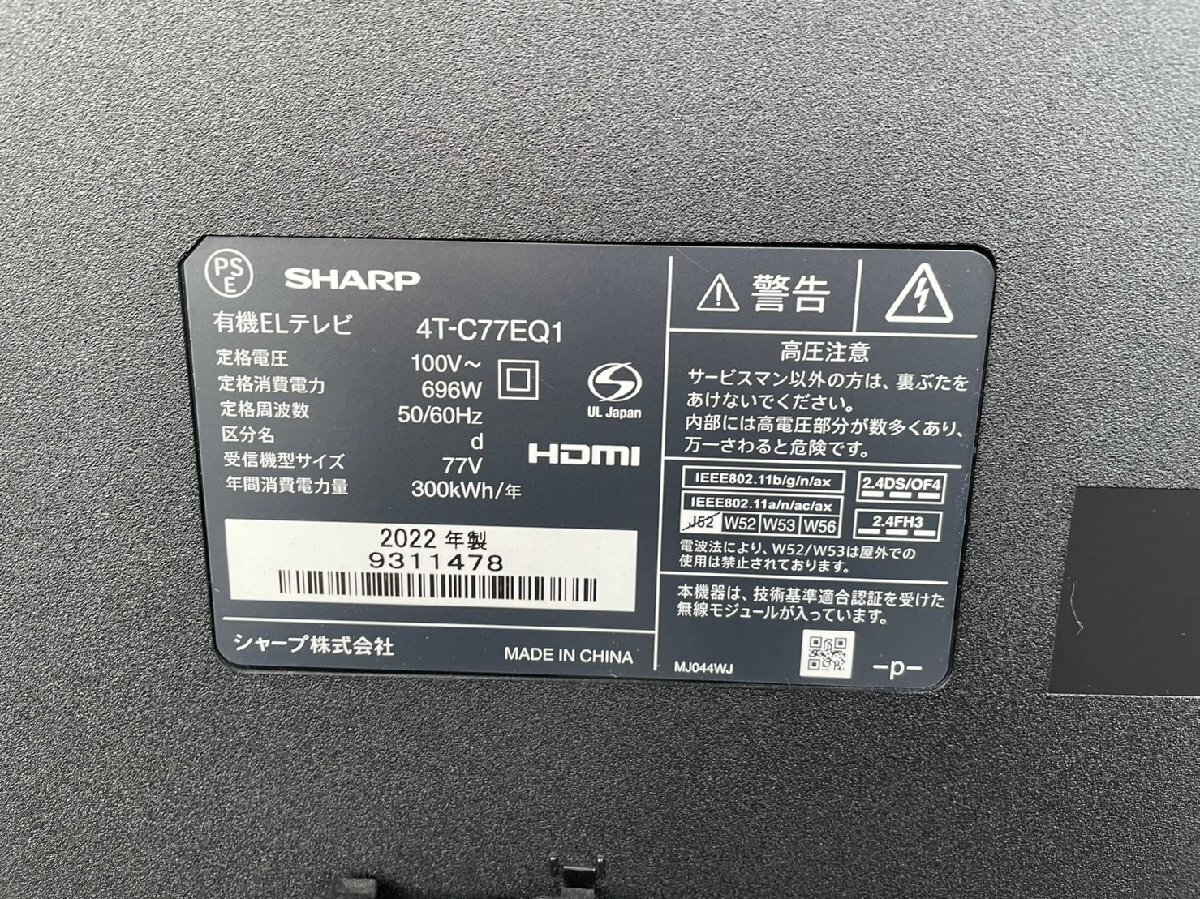 PSE SHARP
有機ELテレビ 4T-C77EQ1
定格電圧 100V～
定格消費電力 696W
定格周波数 50/60Hz
区分名 d
受信機型サイズ 77V
年間消費電力量 300kWh/年
S
UL Japan
HDMI
2022 年製
9311478
シャープ株式会社 MADE IN CHINA
警告
高圧注意
サービスマン以外の方は、裏ぶたを
あけないでください。
内部には高電圧部分が数多くあり、
万一さわると危険です。
IEEE802.11b/g/n/ax
IEEE802.11a/n/ac/ax
J52 W52 W53 W56
2.4DS/OF4
2.4FH3
電波法により、W52/W53は屋外での
使用は禁止されております。
本機器は、技術基準適合認証を受けた
無線モジュールが入っています。
MJ044WJ -p-